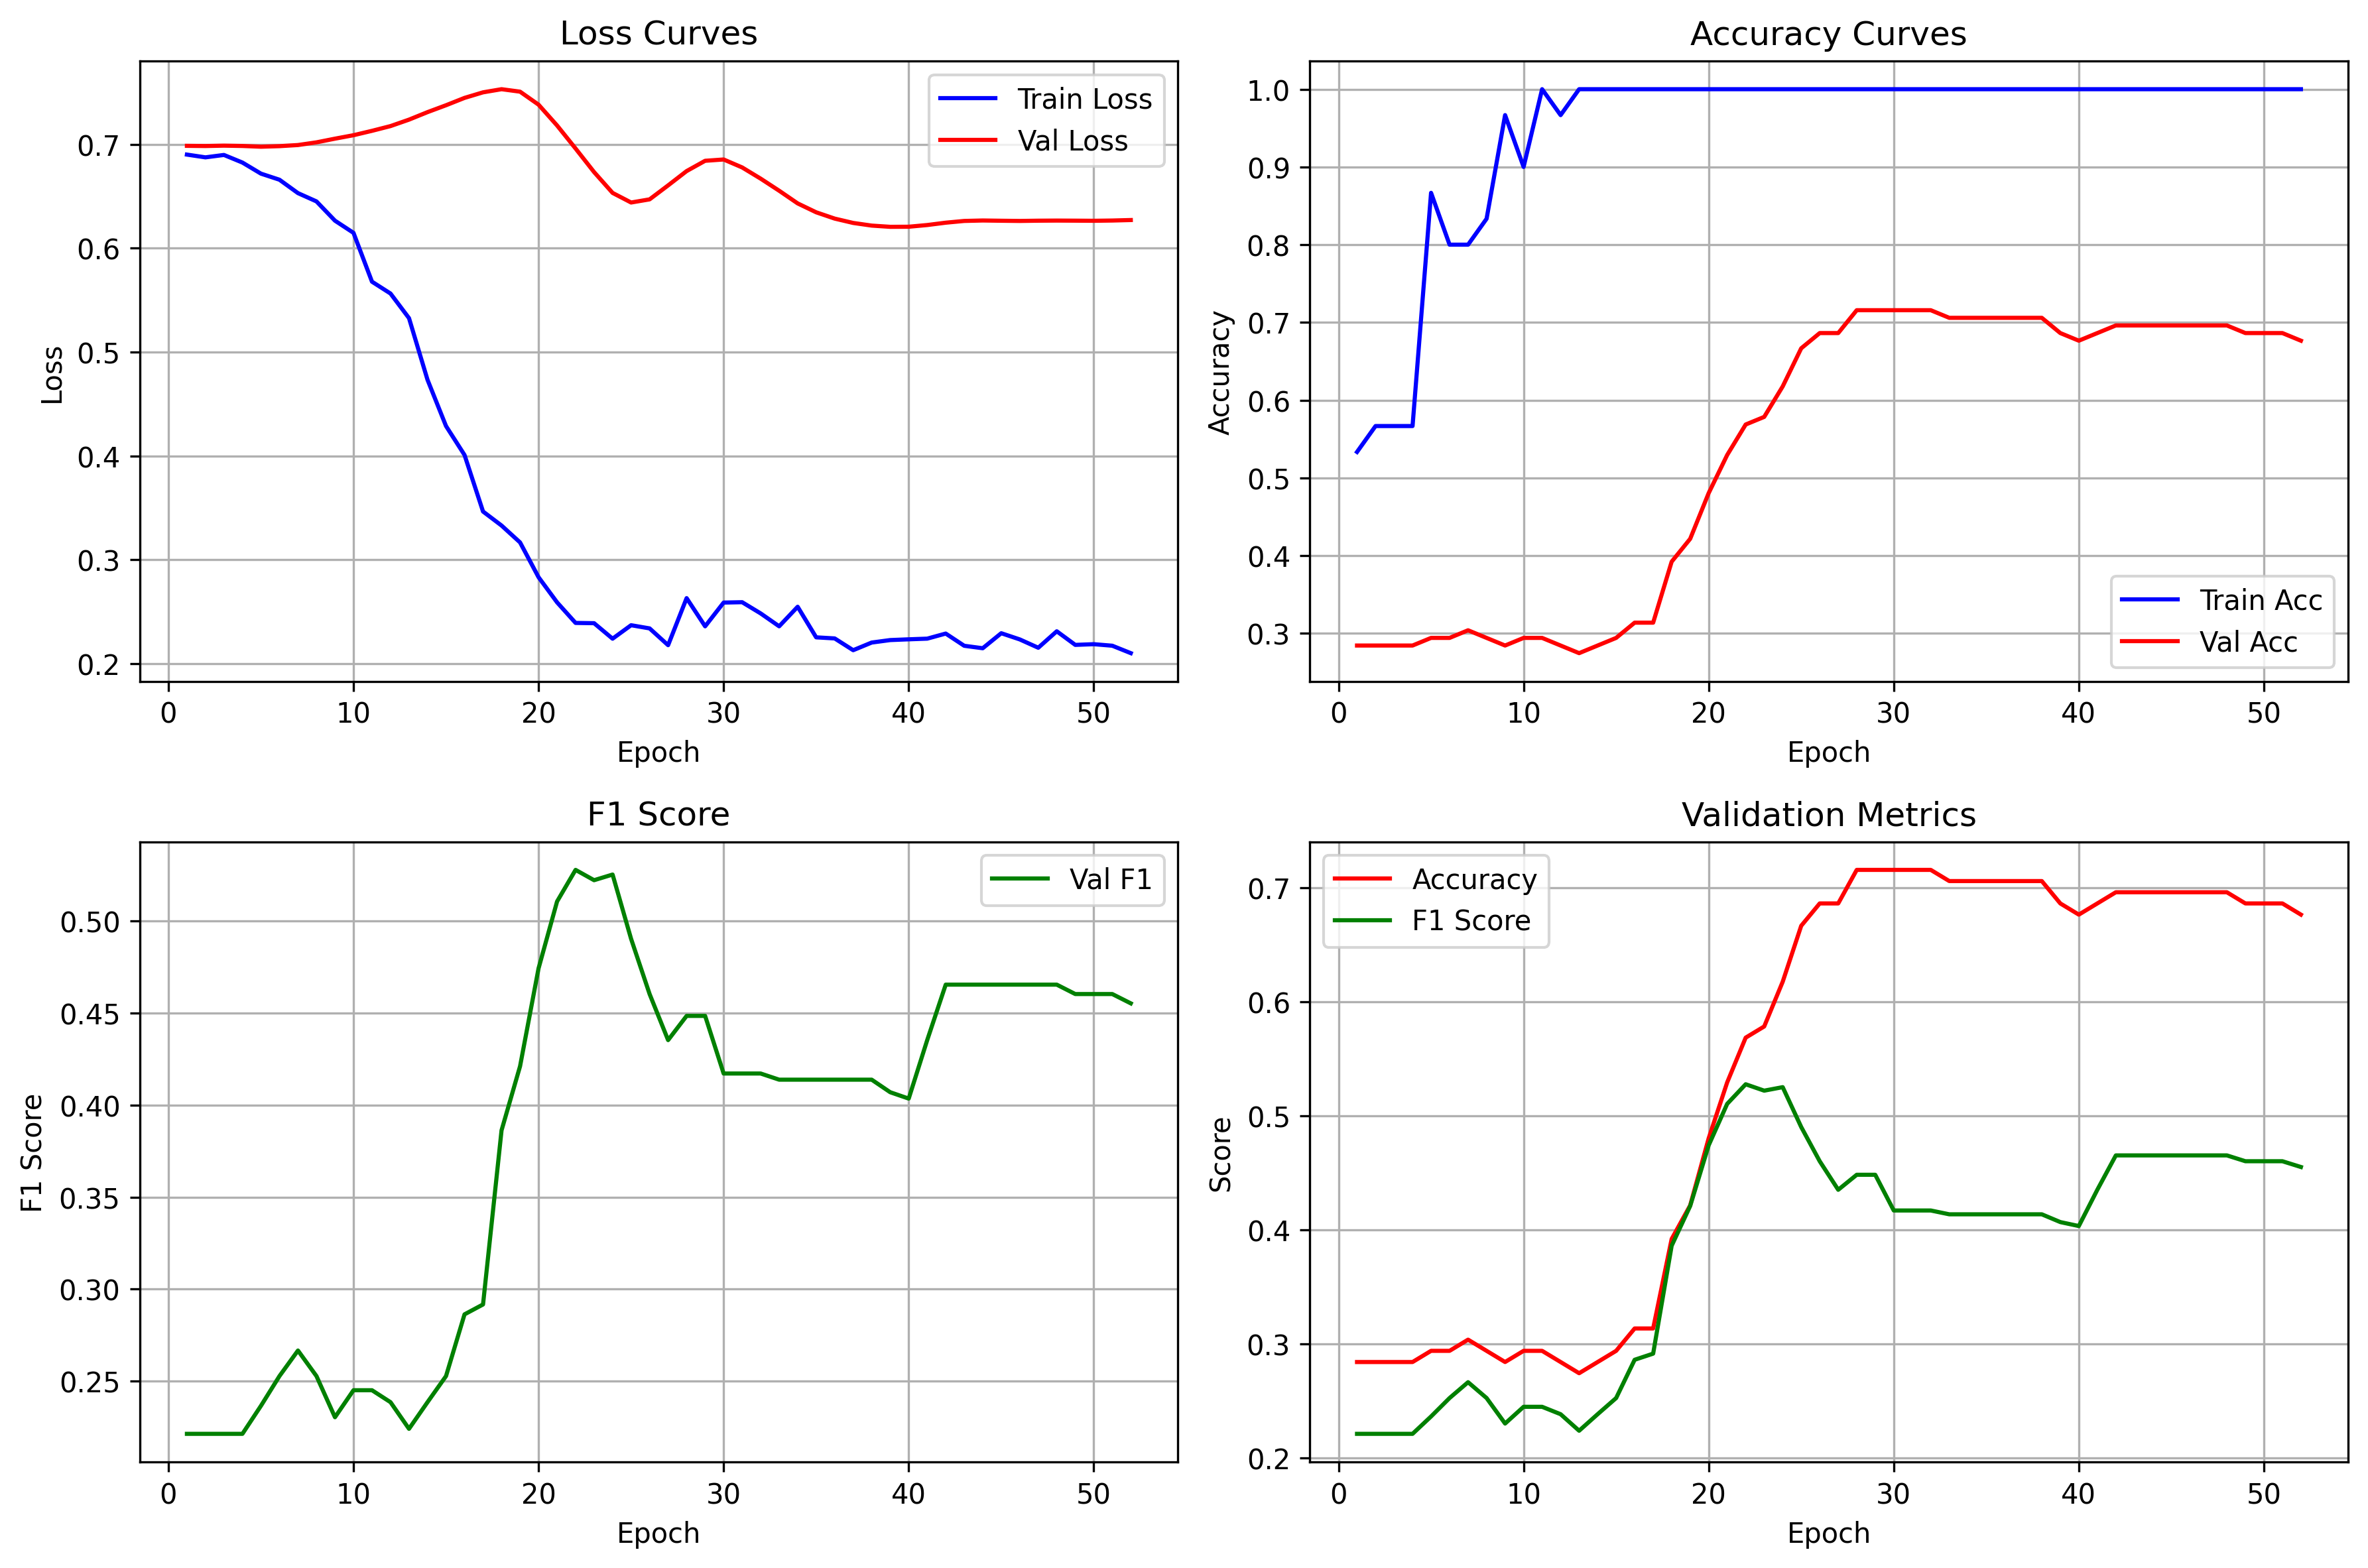 Loss Curves
Train Loss
Val Loss
0.7
0.6
0.5
0.4
0.3
0.2
Loss
0 10 20 30 40 50
Epoch
Accuracy Curves
1.0
0.9
0.8
0.7
0.6
0.5
0.4
0.3
Accuracy
Train Acc
Val Acc
0 10 20 30 40 50
Epoch
F1 Score
Val F1
0.50
0.45
0.40
0.35
0.30
0.25
F1 Score
0 10 20 30 40 50
Epoch
Validation Metrics
Accuracy
F1 Score
0.7
0.6
0.5
0.4
0.3
0.2
Score
0 10 20 30 40 50
Epoch